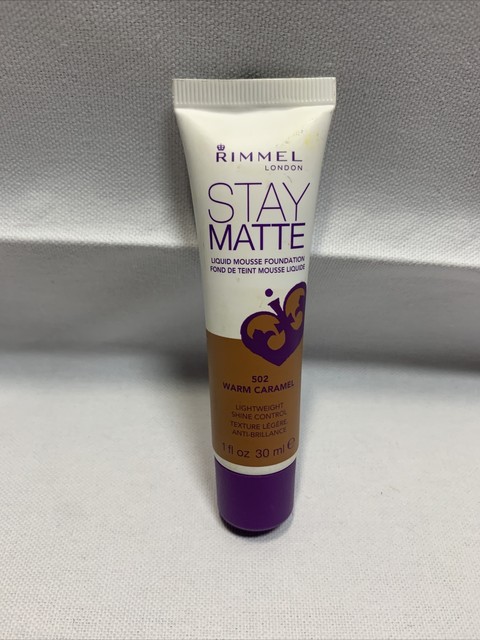 RIMMEL
LONDON
STAY
MATTE
LIQUID MOUSSE FOUNDATION
FOND DE TEINT MOUSSE LIQUIDE
502
WARM CARAMEL
LIGHTWEIGHT
SHINE CONTROL
TEXTURE LÉGÈRE
ANTI-BRILLANCE
1 fl oz 30 ml ℮